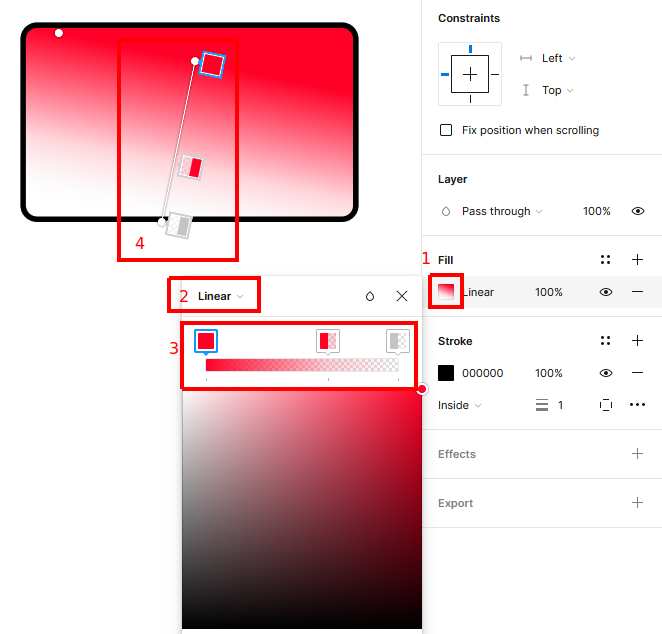 Constraints
Left
Top
Fix position when scrolling
Layer
Pass through 100%
4
1 Fill
2 Linear
Linear 100%
3
Stroke
000000 100%
Inside 1
Effects
Export